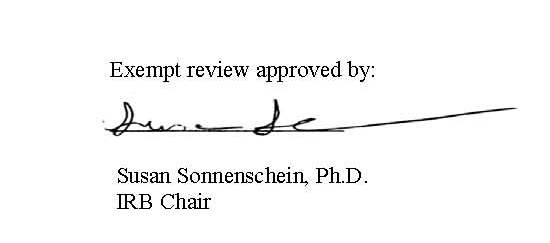 Exempt review approved by:
Susan Sonnenschein, Ph.D.
IRB Chair